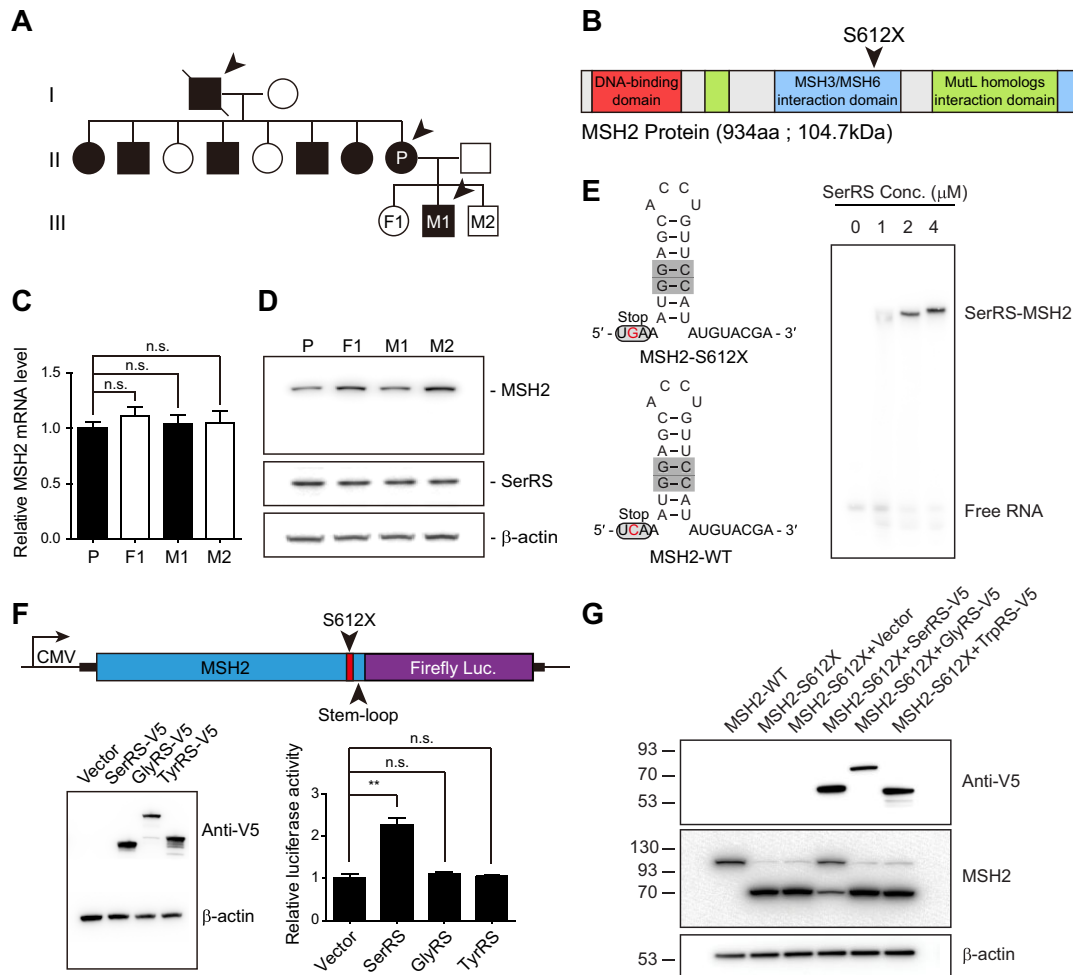 A
I
II
III
P
F1
M1
M2
B
S612X
DNA-binding
domain
MSH3/MSH6
interaction domain
MutL homologs
interaction domain
MSH2 Protein (934aa ; 104.7kDa)
C
Relative MSH2 mRNA level
1.5
1.0
0.5
0.0
n.s.
n.s.
n.s.
P F1 M1 M2
D
P F1 M1 M2
- MSH2
- SerRS
- β-actin
E
C C
A U
C – G
G – U
A – U
G – C
G – C
U – A
A – U
A
Stop
5′ - UGAA AUGUACGA - 3′
MSH2-S612X
C C
A U
C – G
G – U
A – U
G – C
G – C
U – A
A – U
A
Stop
5′ - UCAA AUGUACGA - 3′
MSH2-WT
SerRS Conc. (μM)
0 1 2 4
SerRS-MSH2
Free RNA
F
S612X
CMV
MSH2
Firefly Luc.
Stem-loop
Vector
SerRS-V5
GlyRS-V5
TyrRS-V5
Anti-V5
β-actin
Relative luciferase activity
3
2
1
0
n.s.
n.s.
**
Vector
SerRS
GlyRS
TyrRS
G
MSH2-WT
MSH2-S612X
MSH2-S612X+Vector
MSH2-S612X+SerRS-V5
MSH2-S612X+GlyRS-V5
MSH2-S612X+TrpRS-V5
93
70
53
Anti-V5
130
93
70
MSH2
53
β-actin